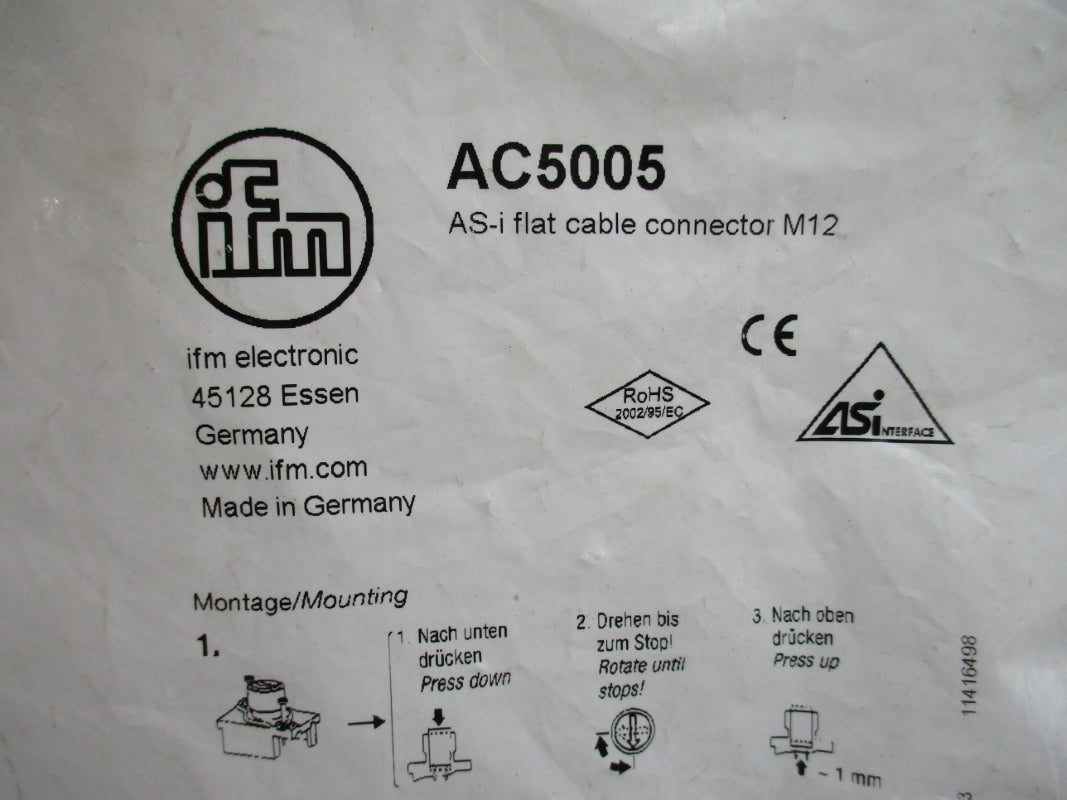 ifm
AC5005
AS-i flat cable connector M12
CE
ifm electronic
45128 Essen
Germany
www.ifm.com
Made in Germany
RoHS
2002/95/EC
ASi NTERFACE
Montage/Mounting
1.
1. Nach unten
drücken
Press down
2. Drehen bis
zum Stop!
Rotate until
stops!
3. Nach oben
drücken
Press up
~ 1 mm
11416498